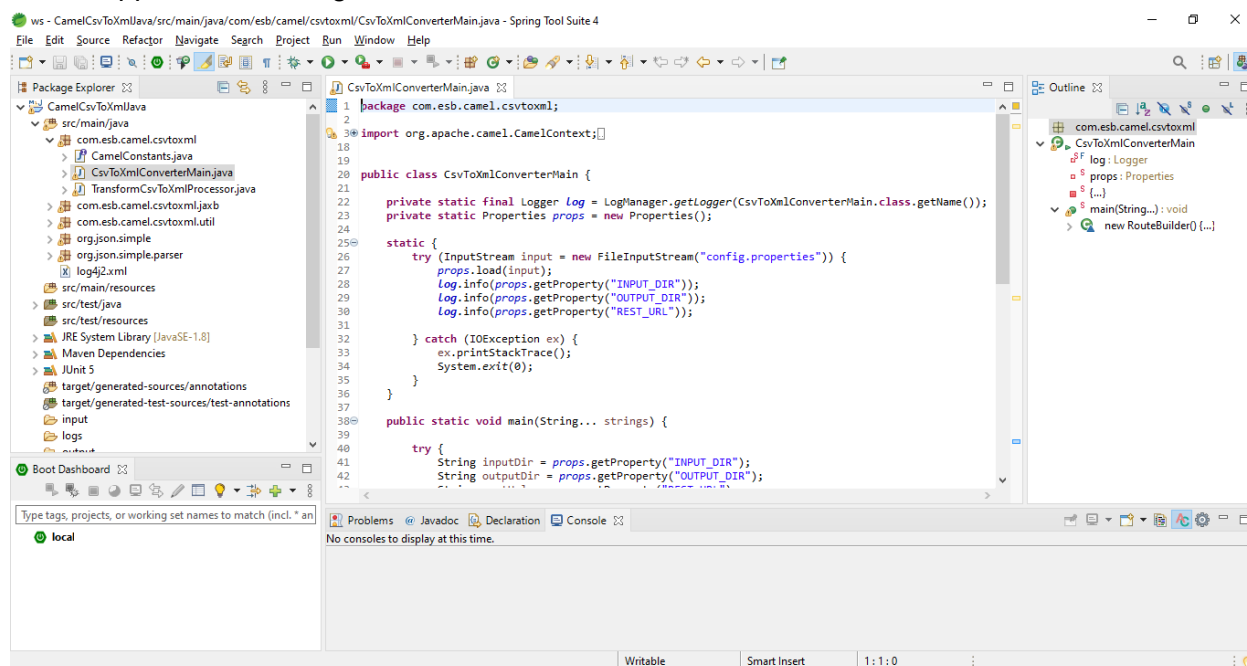 ws - CamelCsvToXmlJava/src/main/java/com/esb/camel/csvtoxml/CsvToXmlConverterMain.java - Spring Tool Suite 4
File Edit Source Refactor Navigate Search Project Run Window Help
Package Explorer
CamelCsvToXmlJava
src/main/java
com.esb.camel.csvtoxml
CamelConstants.java
CsvToXmlConverterMain.java
TransformCsvToXmlProcessor.java
com.esb.camel.csvtoxml.jaxb
com.esb.camel.csvtoxml.util
org.json.simple
org.json.simple.parser
log4j2.xml
src/main/resources
src/test/java
src/test/resources
JRE System Library [JavaSE-1.8]
Maven Dependencies
JUnit 5
target/generated-sources/annotations
target/generated-test-sources/test-annotations
input
logs
Boot Dashboard
Type tags, projects, or working set names to match (incl. * an
local
CsvToXmlConverterMain.java
1 package com.esb.camel.csvtoxml;
2
3 import org.apache.camel.CamelContext;
18
19
20 public class CsvToXmlConverterMain {
21
22 private static final Logger log = LogManager.getLogger(CsvToXmlConverterMain.class.getName());
23 private static Properties props = new Properties();
24
25 static {
26 try (InputStream input = new FileInputStream("config.properties")) {
27 props.load(input);
28 log.info(props.getProperty("INPUT_DIR"));
29 log.info(props.getProperty("OUTPUT_DIR"));
30 log.info(props.getProperty("REST_URL"));
31
32 } catch (IOException ex) {
33 ex.printStackTrace();
34 System.exit(0);
35 }
36 }
37
38 public static void main(String... strings) {
39
40 try {
41 String inputDir = props.getProperty("INPUT_DIR");
42 String outputDir = props.getProperty("OUTPUT_DIR");
Problems @ Javadoc Declaration Console
No consoles to display at this time.
Outline
com.esb.camel.csvtoxml
CsvToXmlConverterMain
log : Logger
props : Properties
{...}
main(String...) : void
new RouteBuilder() {...}
Writable Smart Insert 1 : 1 : 0